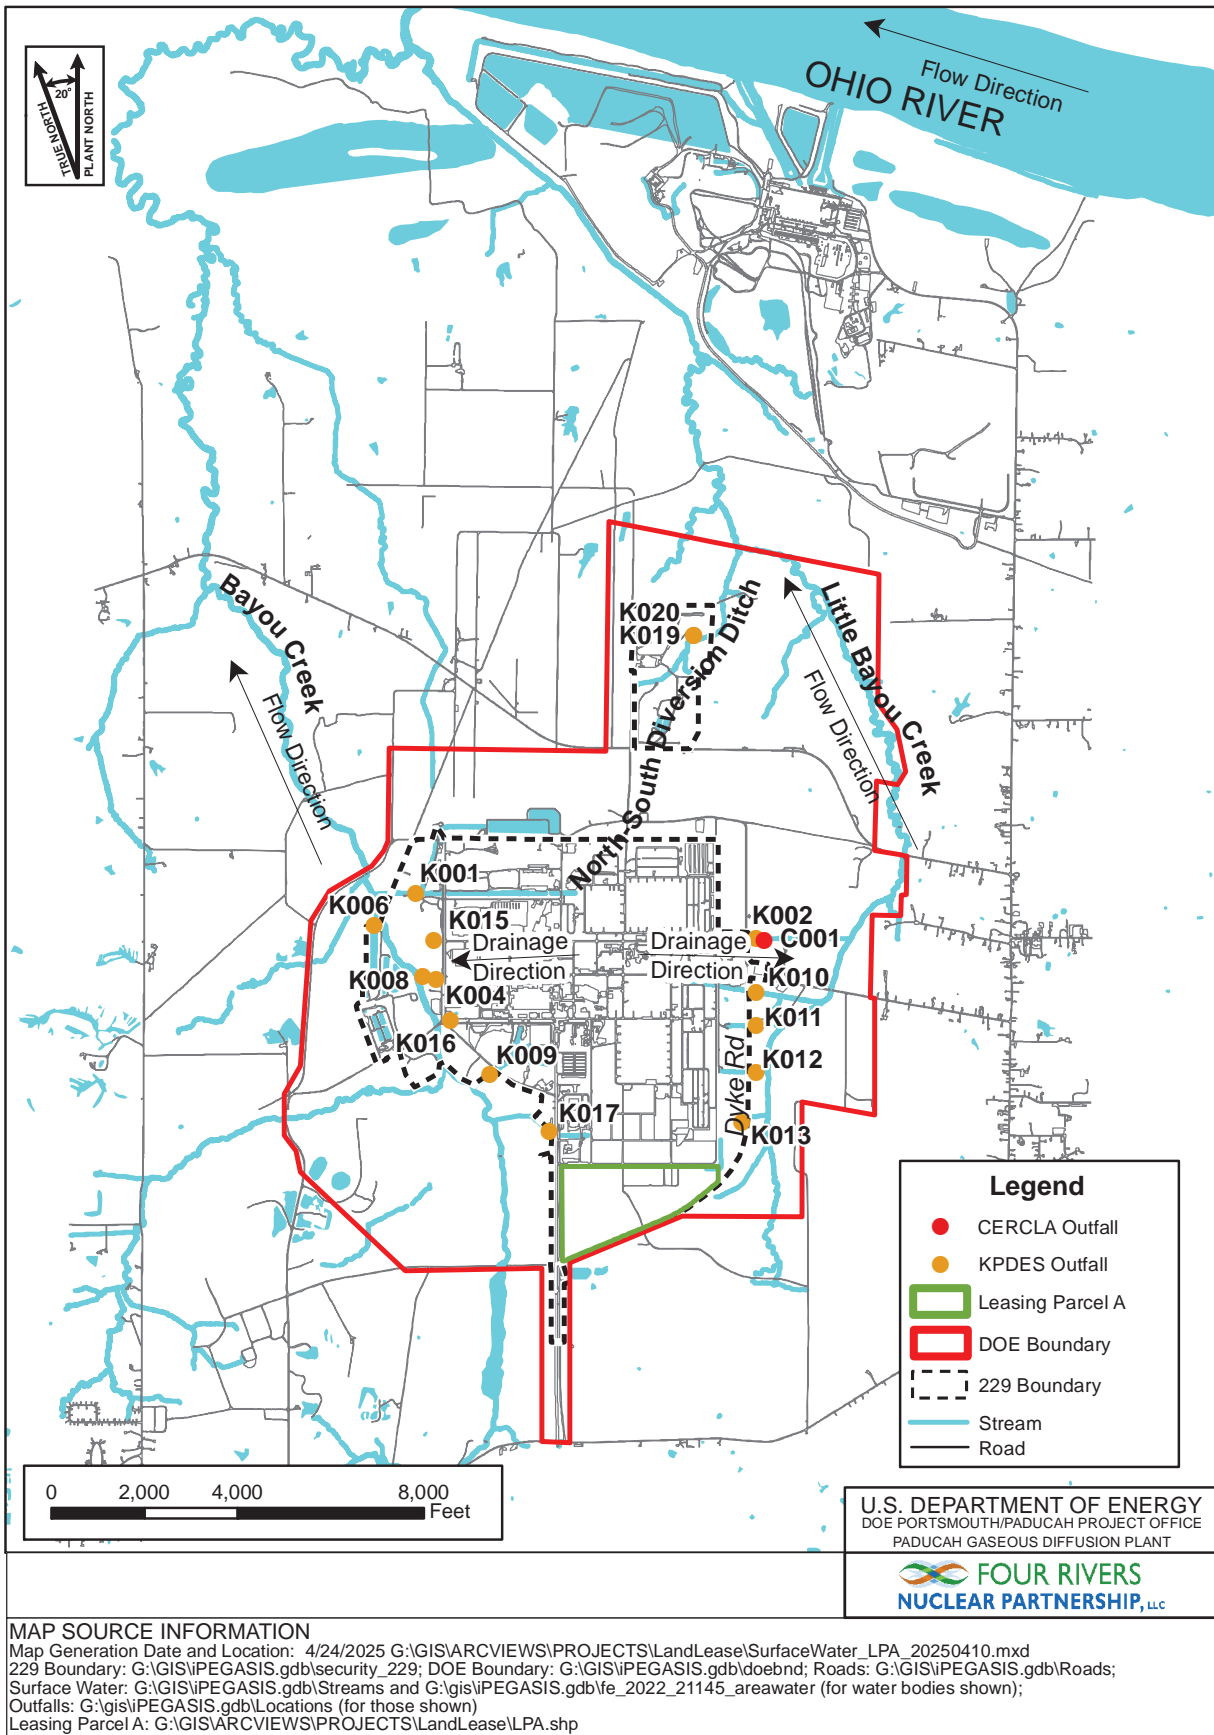 TRUE NORTH
20°
PLANT NORTH
Flow Direction
OHIO RIVER
Bayou Creek
Flow Direction
K020
K019
North-South Diversion Ditch
Little Bayou Creek
Flow Direction
K001
K006
K015
K002
C001
Drainage
Direction
Drainage
Direction
K008
K004
K010
K011
K016
K009
K012
Dyke Rd
K017
K013
Legend
CERCLA Outfall
KPDES Outfall
Leasing Parcel A
DOE Boundary
229 Boundary
Stream
Road
0 2,000 4,000 8,000
Feet
U.S. DEPARTMENT OF ENERGY
DOE PORTSMOUTH/PADUCAH PROJECT OFFICE
PADUCAH GASEOUS DIFFUSION PLANT
FOUR RIVERS
NUCLEAR PARTNERSHIP, LLC
MAP SOURCE INFORMATION
Map Generation Date and Location: 4/24/2025 G:\GIS\ARCVIEWS\PROJECTS\LandLease\SurfaceWater_LPA_20250410.mxd
229 Boundary: G:\GIS\iPEGASIS.gdb\security_229; DOE Boundary: G:\GIS\iPEGASIS.gdb\doebnd; Roads: G:\GIS\iPEGASIS.gdb\Roads;
Surface Water: G:\GIS\iPEGASIS.gdb\Streams and G:\gis\iPEGASIS.gdb\fe_2022_21145_areawater (for water bodies shown);
Outfalls: G:\gis\iPEGASIS.gdb\Locations (for those shown)
Leasing Parcel A: G:\GIS\ARCVIEWS\PROJECTS\LandLease\LPA.shp